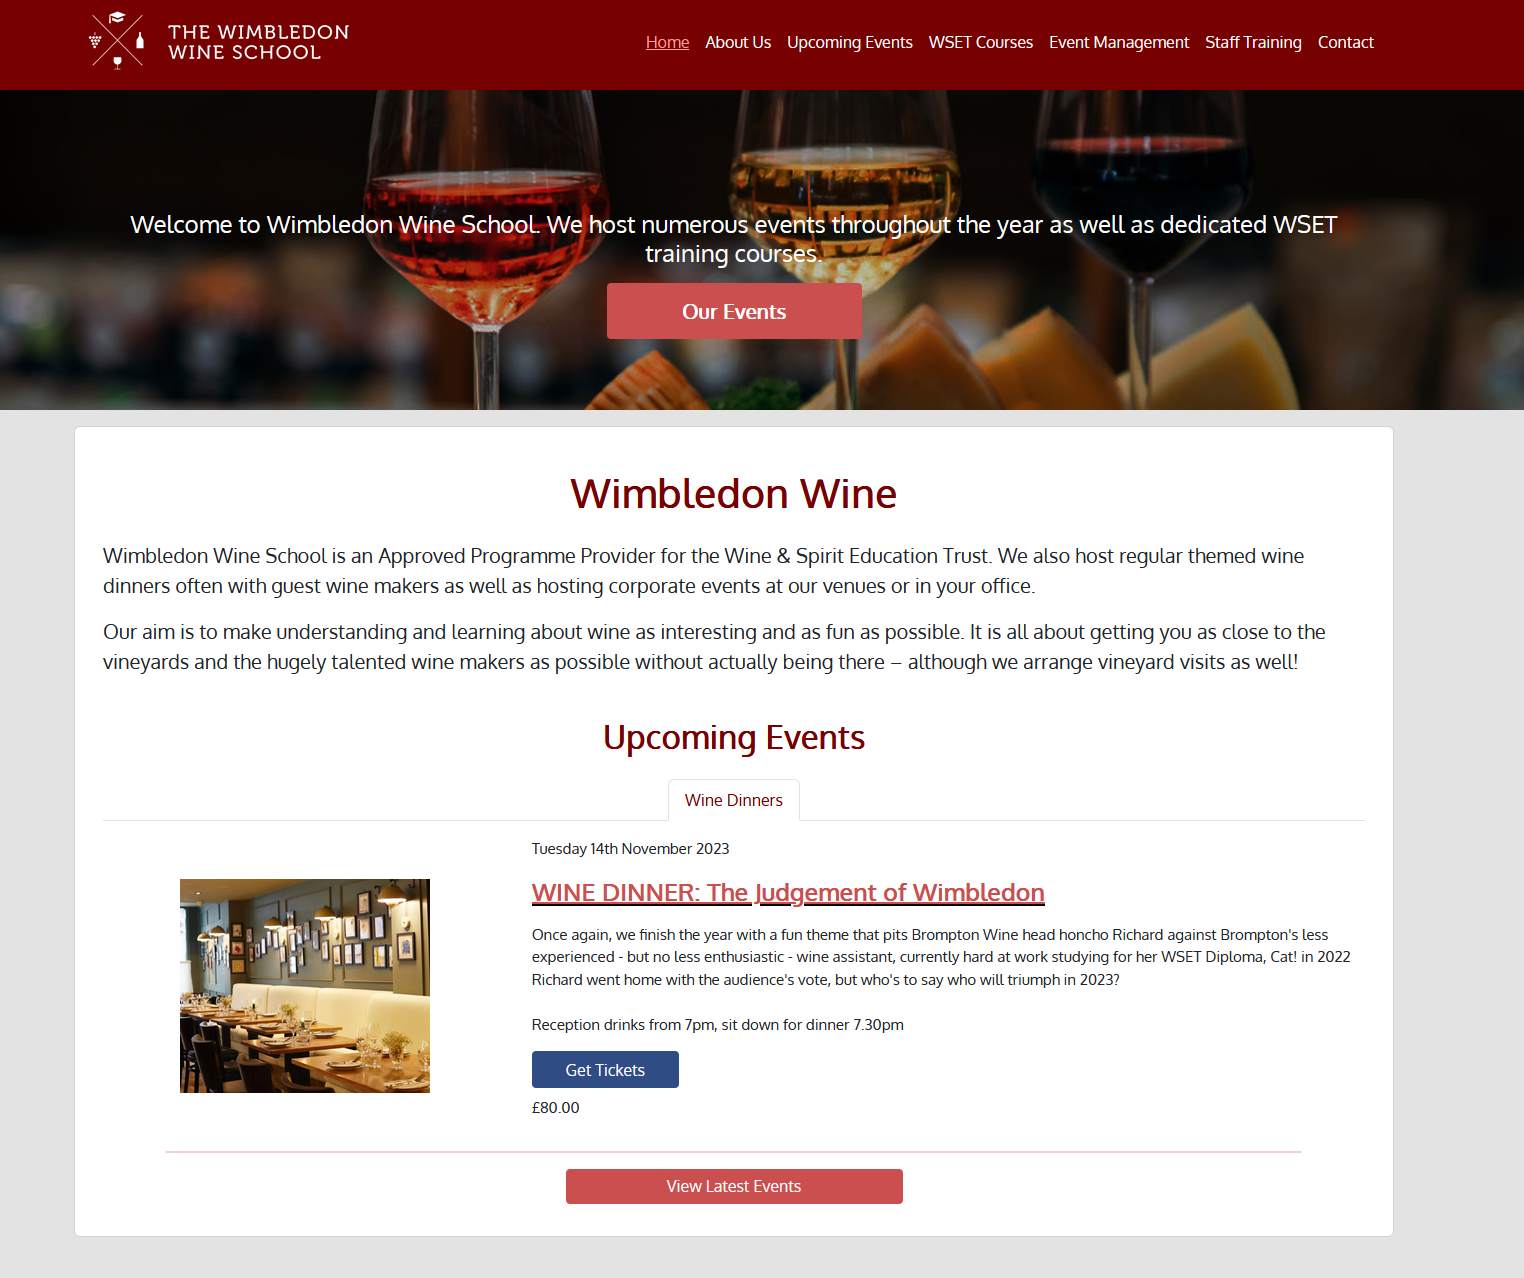 THE WIMBLEDON
WINE SCHOOL
Home About Us Upcoming Events WSET Courses Event Management Staff Training Contact
Welcome to Wimbledon Wine School. We host numerous events throughout the year as well as dedicated WSET
training courses.
Our Events
Wimbledon Wine
Wimbledon Wine School is an Approved Programme Provider for the Wine & Spirit Education Trust. We also host regular themed wine
dinners often with guest wine makers as well as hosting corporate events at our venues or in your office.
Our aim is to make understanding and learning about wine as interesting and as fun as possible. It is all about getting you as close to the
vineyards and the hugely talented wine makers as possible without actually being there – although we arrange vineyard visits as well!
Upcoming Events
Wine Dinners
Tuesday 14th November 2023
WINE DINNER: The Judgement of Wimbledon
Once again, we finish the year with a fun theme that pits Brompton Wine head honcho Richard against Brompton's less
experienced - but no less enthusiastic - wine assistant, currently hard at work studying for her WSET Diploma, Cat! in 2022
Richard went home with the audience's vote, but who's to say who will triumph in 2023?
Reception drinks from 7pm, sit down for dinner 7.30pm
Get Tickets
£80.00
View Latest Events